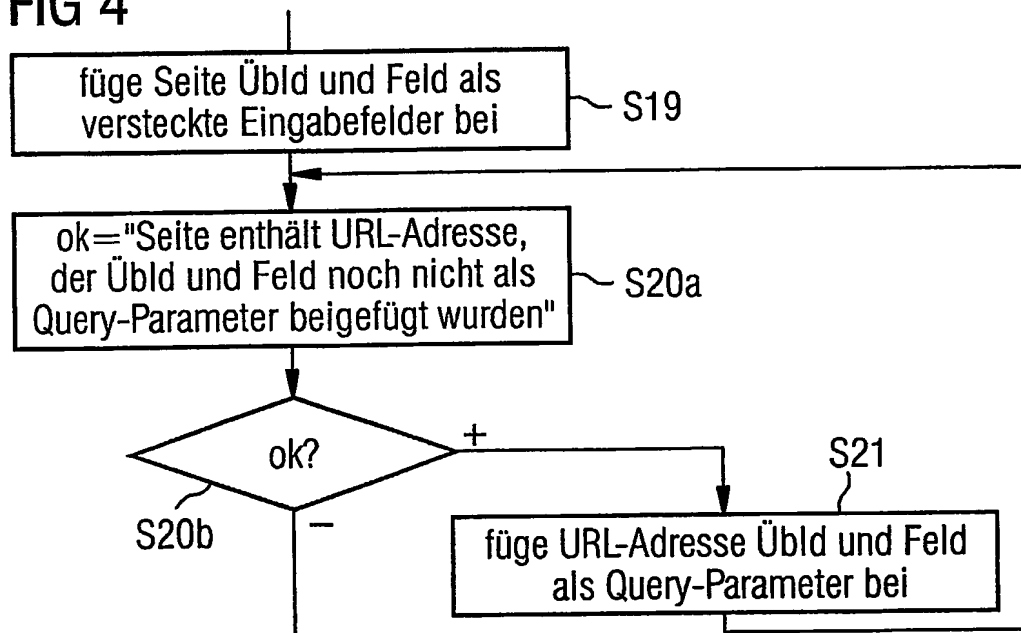 FIG 4
füge Seite ÜbId und Feld als
versteckte Eingabefelder bei
S19
ok="Seite enthält URL-Adresse,
der ÜbId und Feld noch nicht als
Query-Parameter beigefügt wurden"
S20a
ok?
+
S20b
–
S21
füge URL-Adresse ÜbId und Feld
als Query-Parameter bei